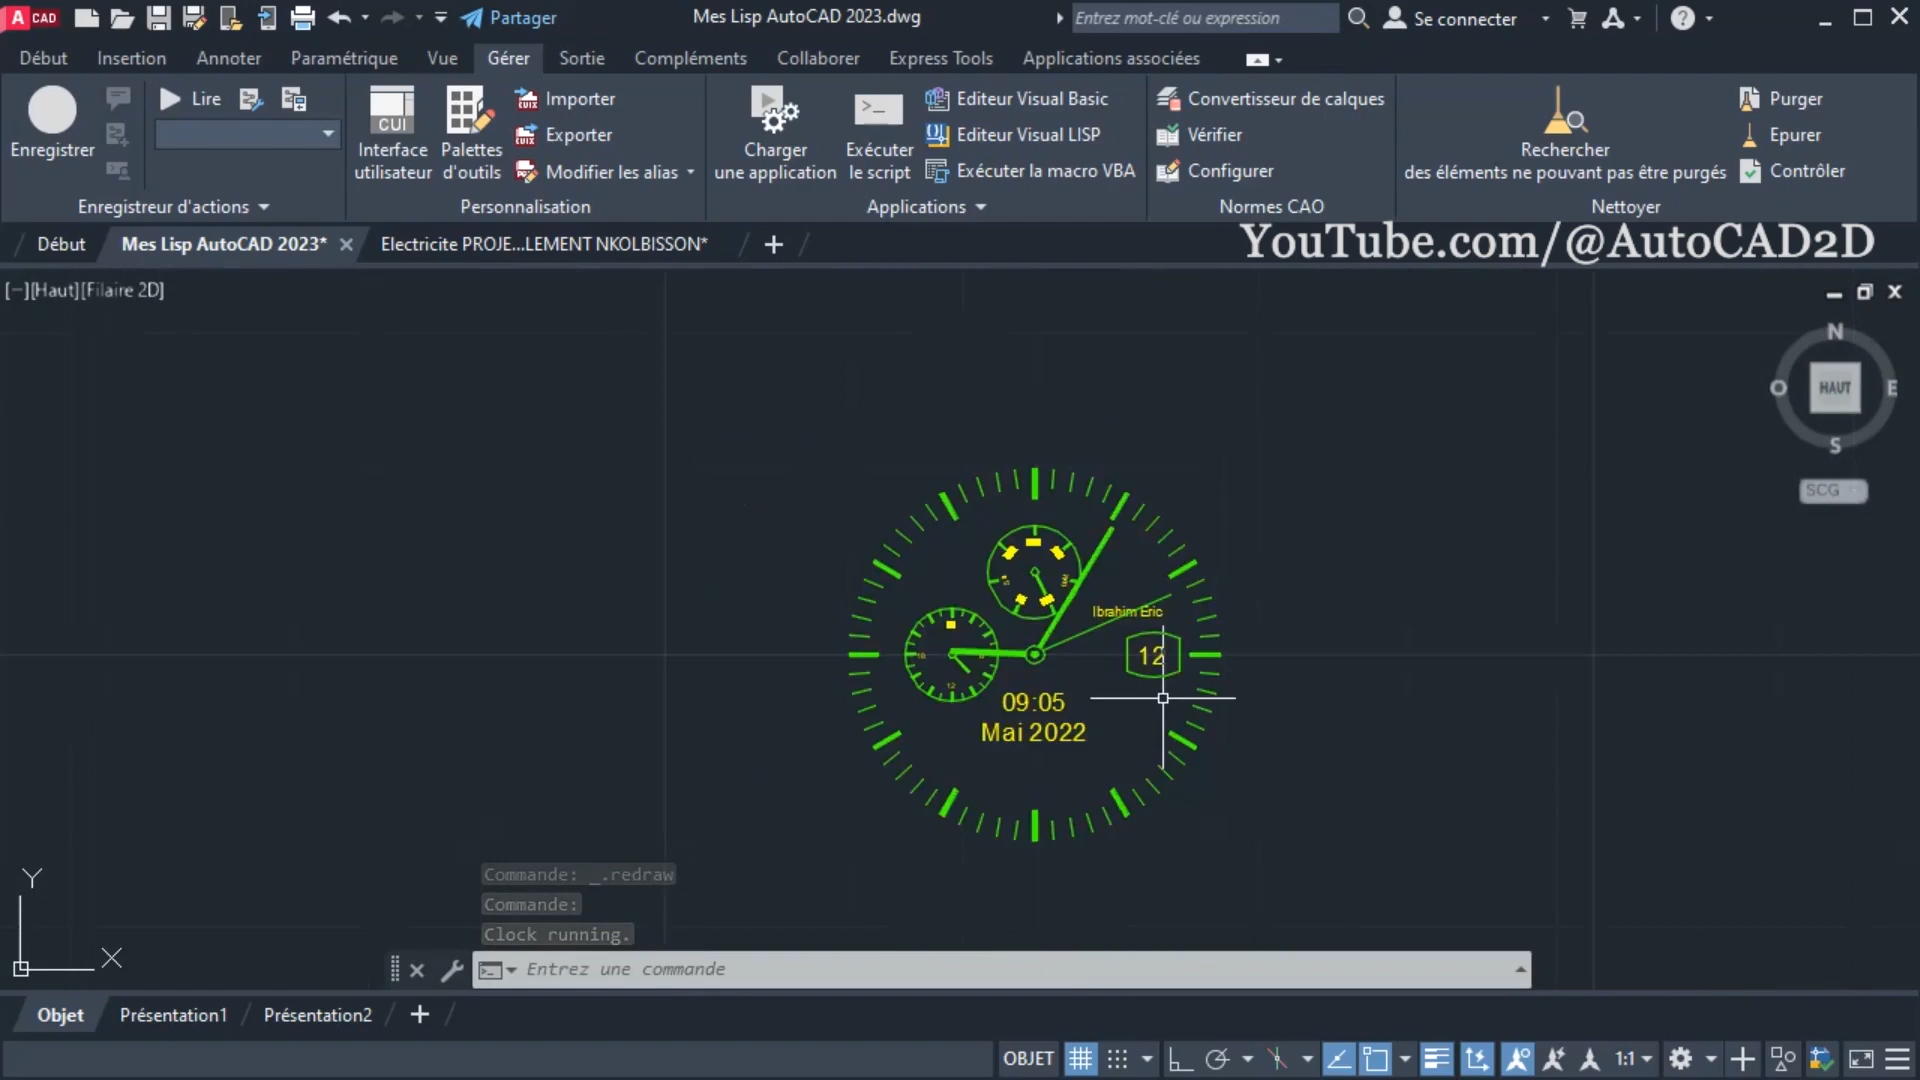 CAD
Partager
Mes Lisp AutoCAD 2023.dwg
Entrez mot-clé ou expression
Se connecter
Début
Insertion
Annoter
Paramétrique
Vue
Gérer
Sortie
Compléments
Collaborer
Express Tools
Applications associées
Enregistrer
Lire
Enregistreur d'actions
CUI
Interface utilisateur
Palettes d'outils
Importer
Exporter
Modifier les alias
Personnalisation
Charger une application
Exécuter le script
Editeur Visual Basic
Editeur Visual LISP
Exécuter la macro VBA
Applications
Convertisseur de calques
Vérifier
Configurer
Normes CAO
Rechercher
des éléments ne pouvant pas être purgés
Purger
Epurer
Contrôler
Nettoyer
Début
Mes Lisp AutoCAD 2023*
Electricite PROJE...LEMENT NKOLBISSON*
YouTube.com/@AutoCAD2D
[−][Haut][Filaire 2D]
N
O
HAUT
E
S
SCG
Ibrahim Eric
12
12
09:05
Mai 2022
Commande: _.redraw
Commande:
Clock running.
Y
X
Entrez une commande
Objet
Présentation1
Présentation2
OBJET
1:1